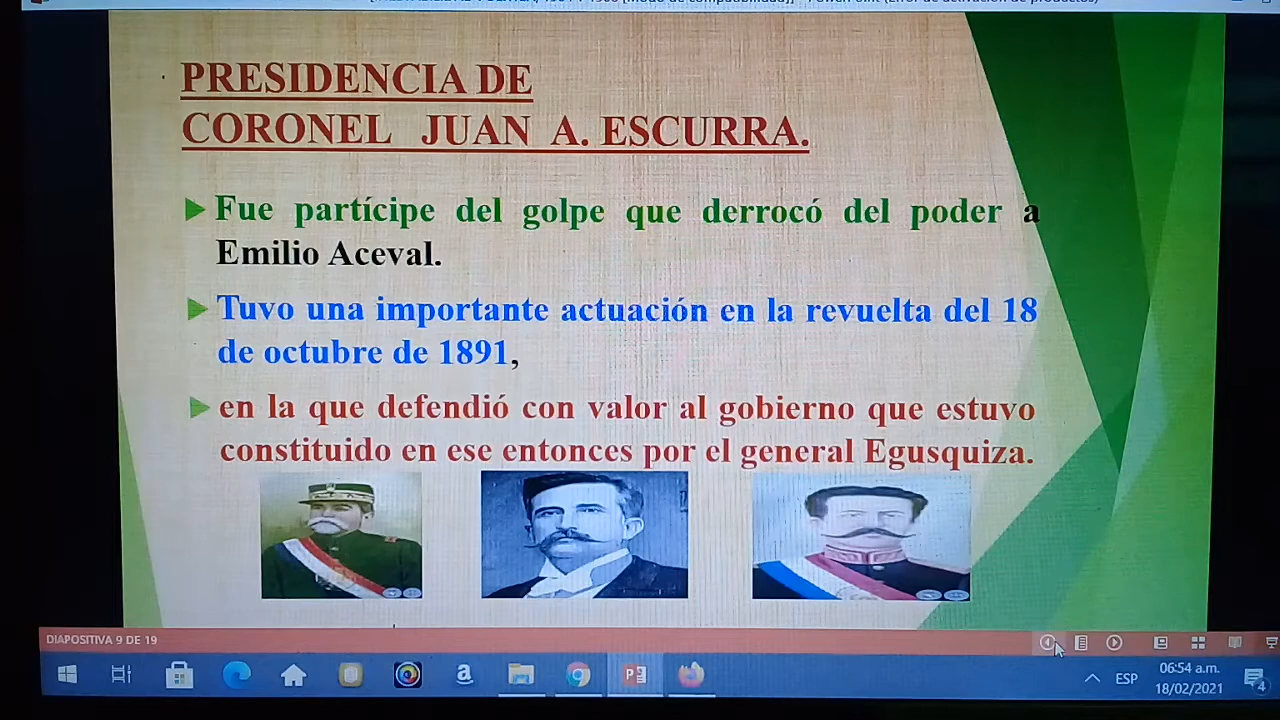 PRESIDENCIA DE
CORONEL JUAN A. ESCURRA.
Fue partícipe del golpe que derrocó del poder a
Emilio Aceval.
Tuvo una importante actuación en la revuelta del 18
de octubre de 1891,
en la que defendió con valor al gobierno que estuvo
constituido en ese entonces por el general Egusquiza.
DIAPOSITIVA 9 DE 19
ESP
06:54 a.m.
18/02/2021
4